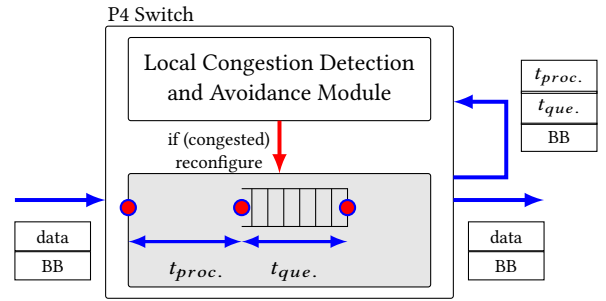 P4 Switch
Local Congestion Detection
and Avoidance Module
if (congested)
reconfigure
t_proc.
t_que.
BB
data
BB
t_proc.
t_que.
data
BB